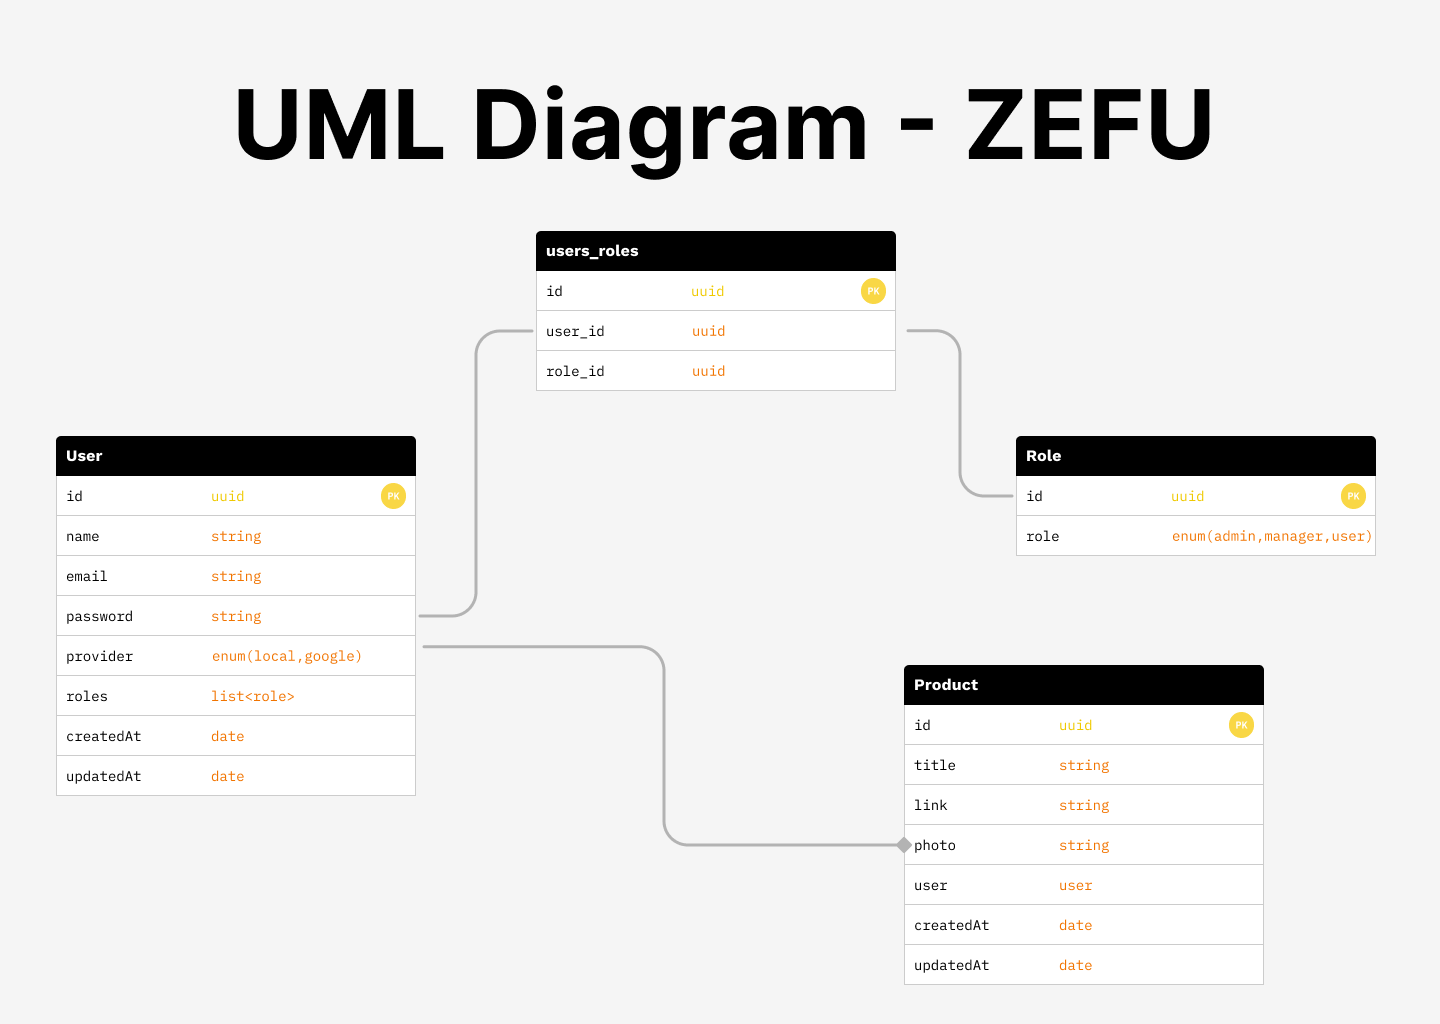 UML Diagram - ZEFU
users_roles
id uuid PK
user_id uuid
role_id uuid
User
id uuid PK
name string
email string
password string
provider enum(local,google)
roles list<role>
createdAt date
updatedAt date
Role
id uuid PK
role enum(admin,manager,user)
Product
id uuid PK
title string
link string
photo string
user user
createdAt date
updatedAt date